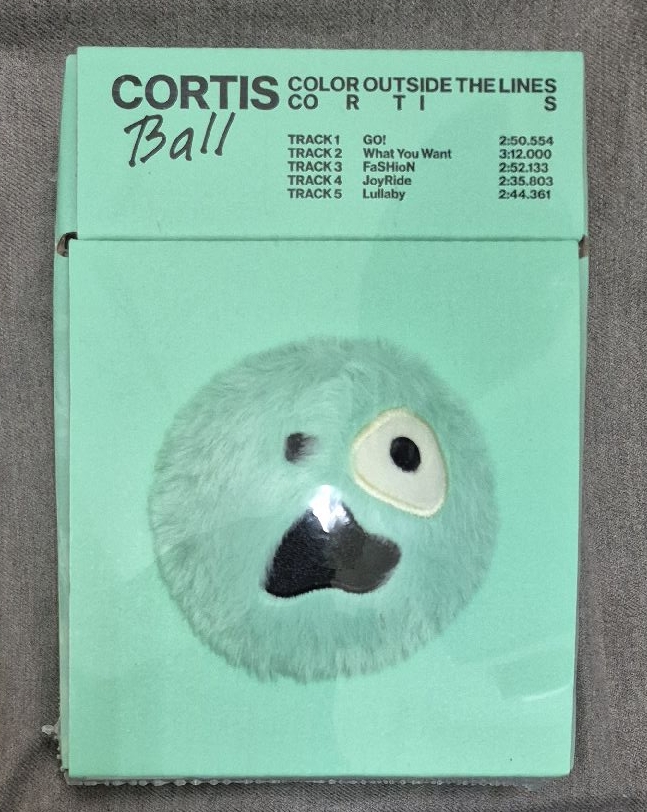 CORTIS COLOR OUTSIDE THE LINES
CO R T I S
Ball
TRACK 1 GO! 2:50.554
TRACK 2 What You Want 3:12.000
TRACK 3 FaSHioN 2:52.133
TRACK 4 JoyRide 2:35.803
TRACK 5 Lullaby 2:44.361